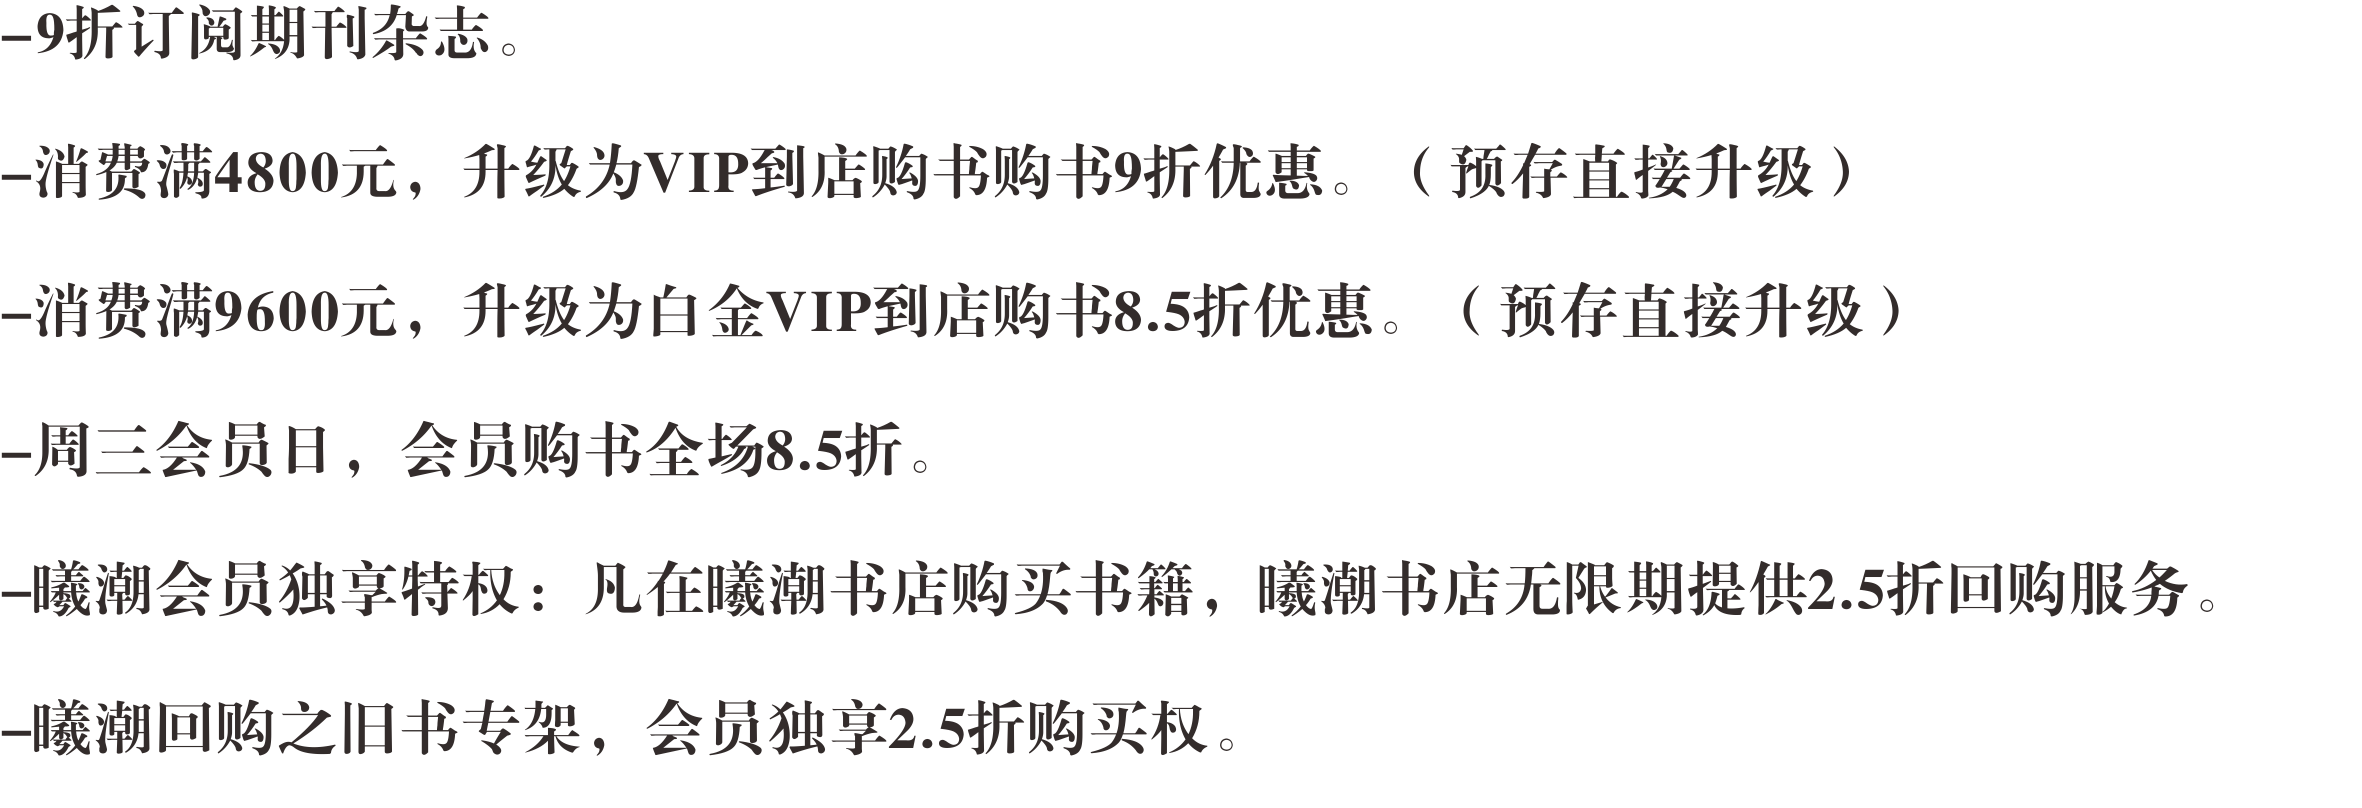 -9折订阅期刊杂志。
-消费满4800元，升级为VIP到店购书购书9折优惠。（预存直接升级）
-消费满9600元，升级为白金VIP到店购书8.5折优惠。（预存直接升级）
-周三会员日，会员购书全场8.5折。
-曦潮会员独享特权：凡在曦潮书店购买书籍，曦潮书店无限期提供2.5折回购服务。
-曦潮回购之旧书专架，会员独享2.5折购买权。